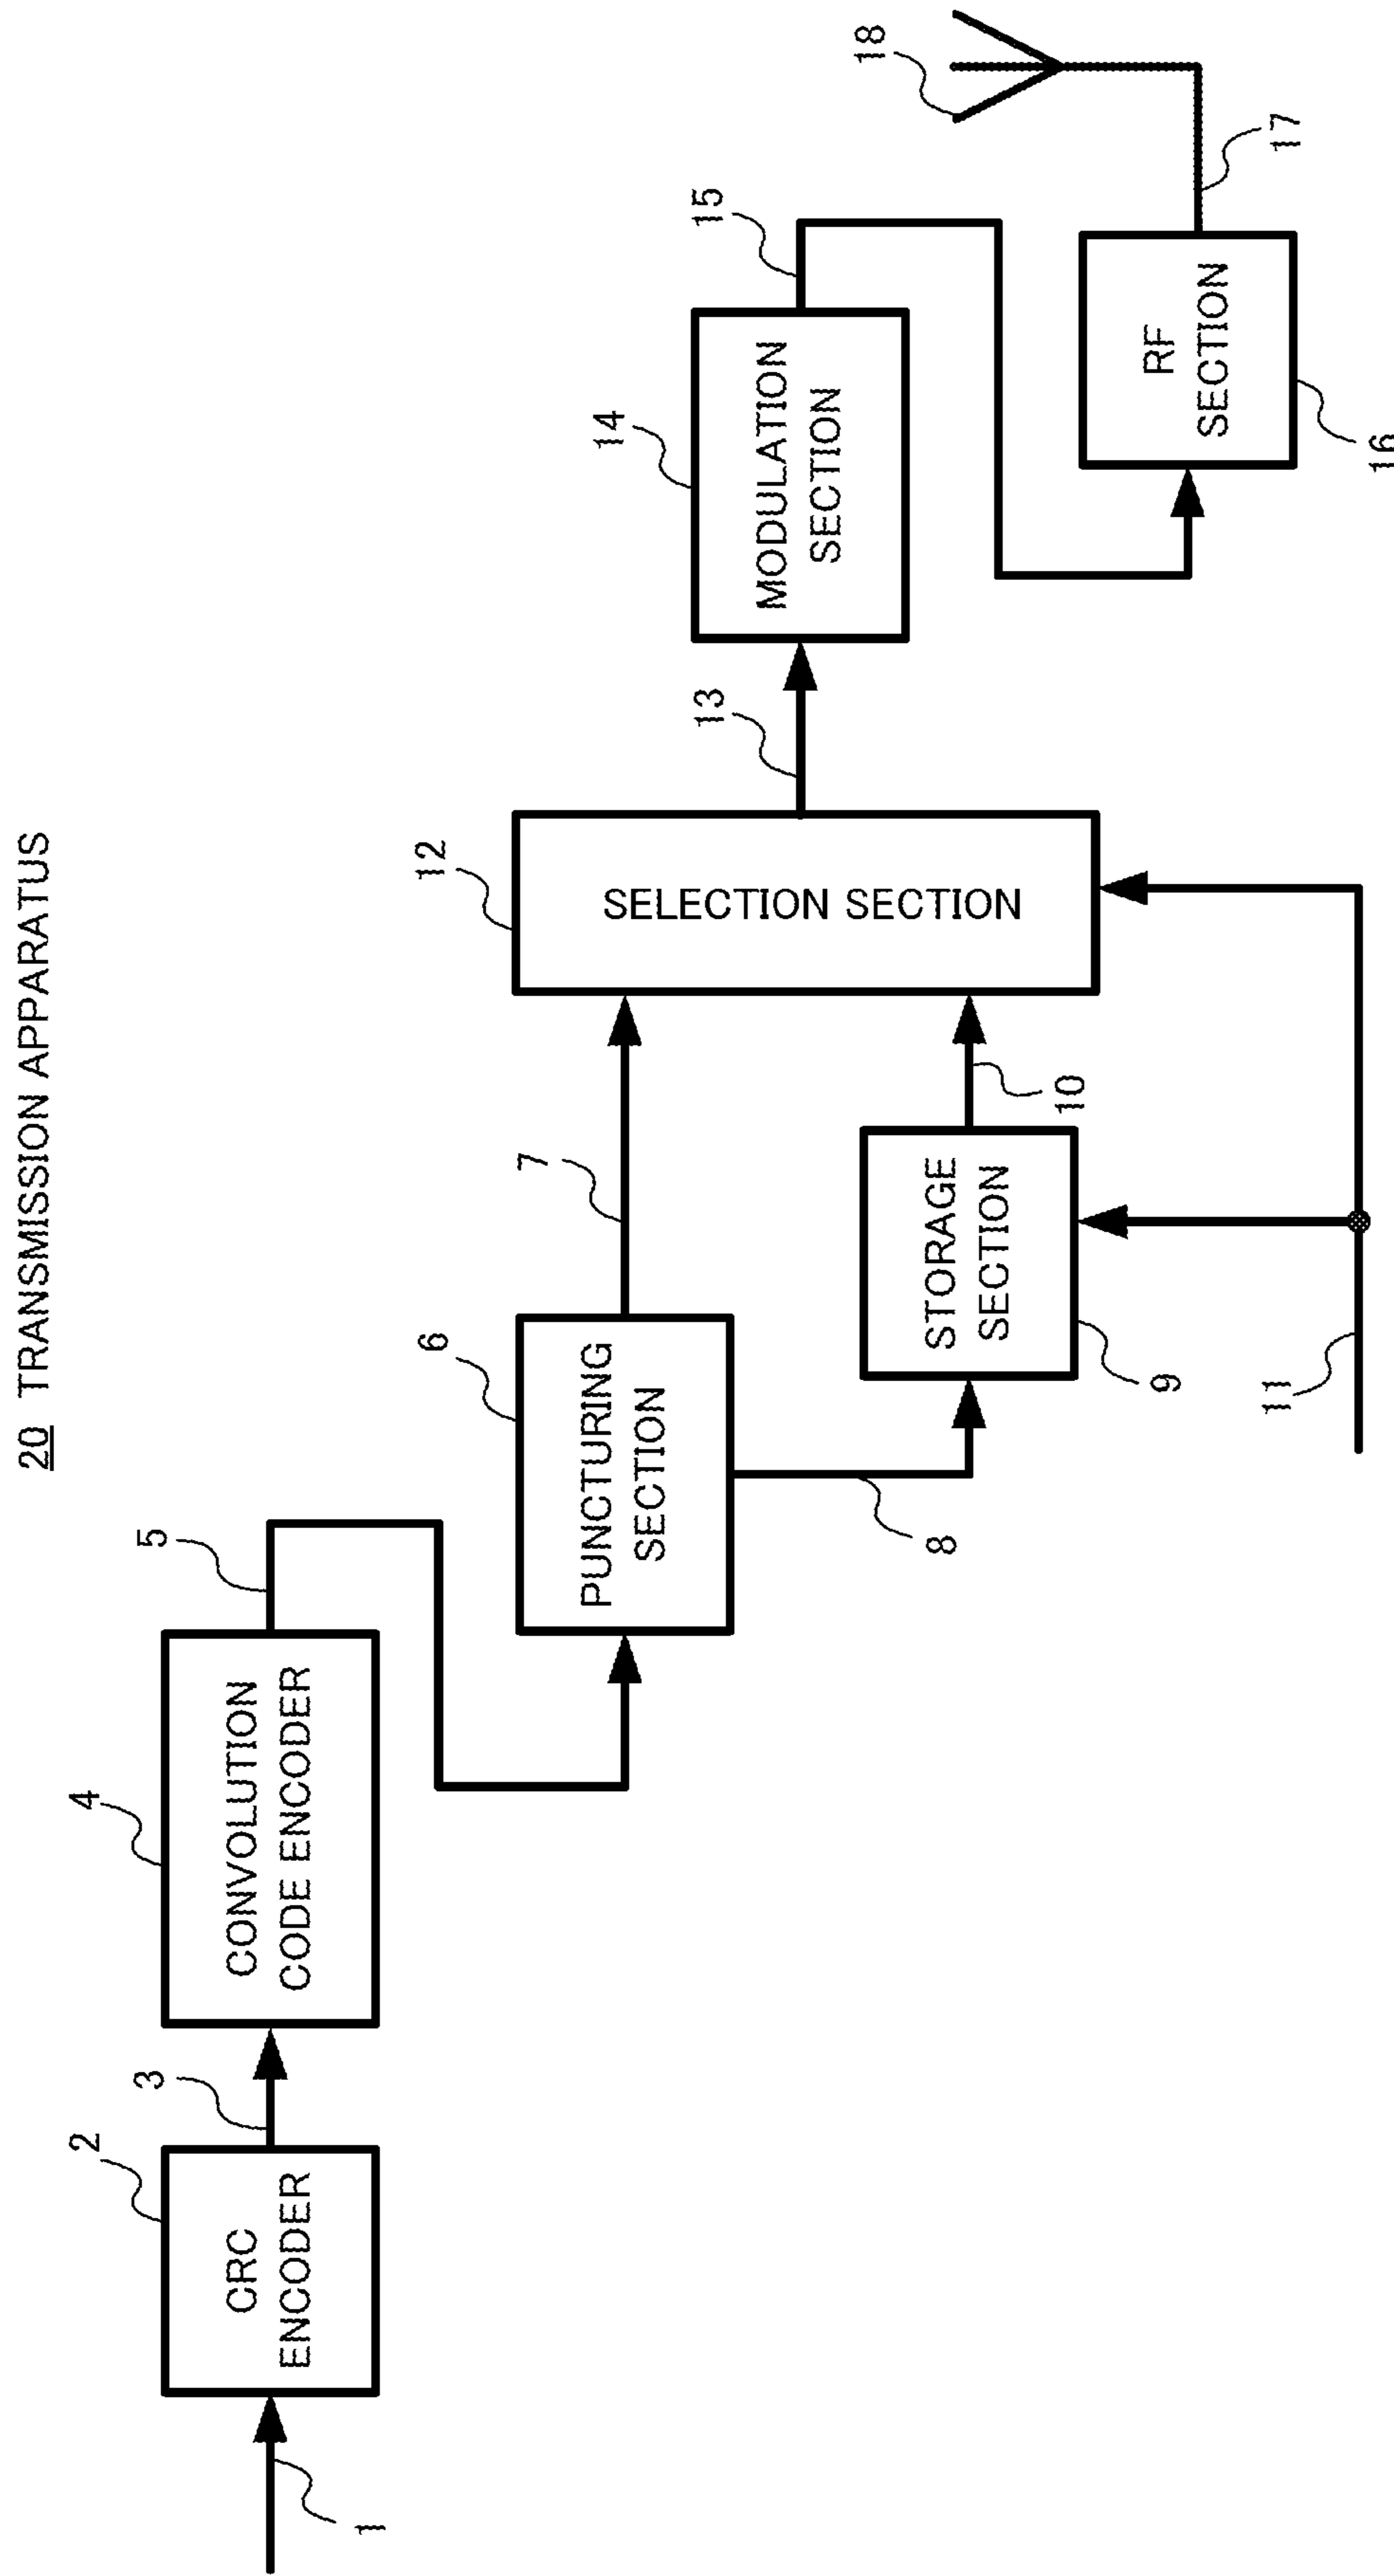 20 TRANSMISSION APPARATUS
1
2
CRC
ENCODER
3
4
CONVOLUTION
CODE ENCODER
5
6
PUNCTURING
SECTION
7
8
STORAGE
SECTION
9
10
11
12
SELECTION SECTION
13
14
MODULATION
SECTION
15
RF
SECTION
16
17
18